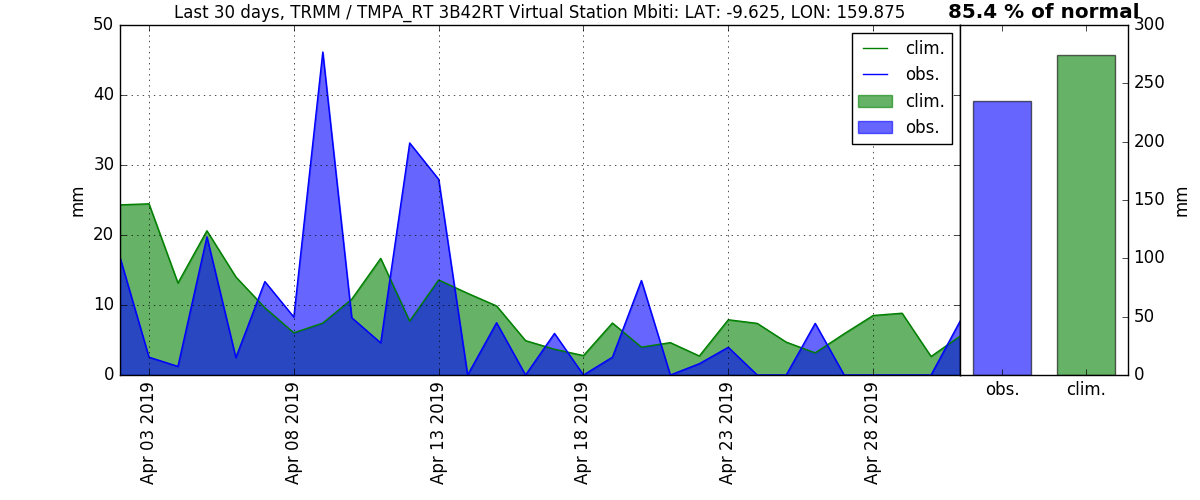 Last 30 days, TRMM / TMPA_RT 3B42RT Virtual Station Mbiti: LAT: -9.625, LON: 159.875
85.4 % of normal
50
40
30
20
10
0
mm
clim.
obs.
clim.
obs.
300
250
200
150
100
50
0
mm
Apr 03 2019
Apr 08 2019
Apr 13 2019
Apr 18 2019
Apr 23 2019
Apr 28 2019
obs.
clim.